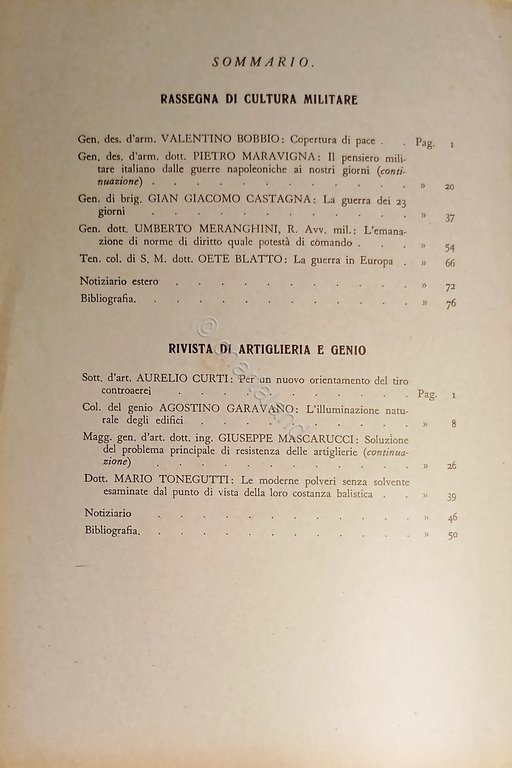 SOMMARIO.
RASSEGNA DI CULTURA MILITARE
Gen. des. d'arm. VALENTINO BOBBIO: Copertura di pace . . Pag. 1
Gen. des. d'arm. dott. PIETRO MARAVIGNA: Il pensiero mili-
tare italiano dalle guerre napoleoniche ai nostri giorni (conti-
nuazione) . . . . . . . . . . . . » 20
Gen. di brig. GIAN GIACOMO CASTAGNA: La guerra dei 23
giorni . . . . . . . . . . . . . » 37
Gen. dott. UMBERTO MERANGHINI, R. Avv. mil.: L'emana-
zione di norme di diritto quale potestà di comando . . . » 54
Ten. col. di S. M. dott. OETE BLATTO: La guerra in Europa . » 66
Notiziario estero . . . . . . . . . . . » 72
Bibliografia. . . . . . . . . . . . . » 76
RIVISTA DI ARTIGLIERIA E GENIO
Sott. d'art. AURELIO CURTI: Per un nuovo orientamento del tiro
controaerei . . . . . . . . . . . Pag. 1
Col. del genio AGOSTINO GARAVANO: L'illuminazione natu-
rale degli edifici . . . . . . . . . . » 8
Magg. gen. d'art. dott. ing. GIUSEPPE MASCARUCCI: Soluzione
del problema principale di resistenza delle artiglierie (continua-
zione) . . . . . . . . . . . . » 26
Dott. MARIO TONEGUTTI: Le moderne polveri senza solvente
esaminate dal punto di vista della loro costanza balistica . . » 39
Notiziario . . . . . . . . . . . . » 46
Bibliografia. . . . . . . . . . . . » 50